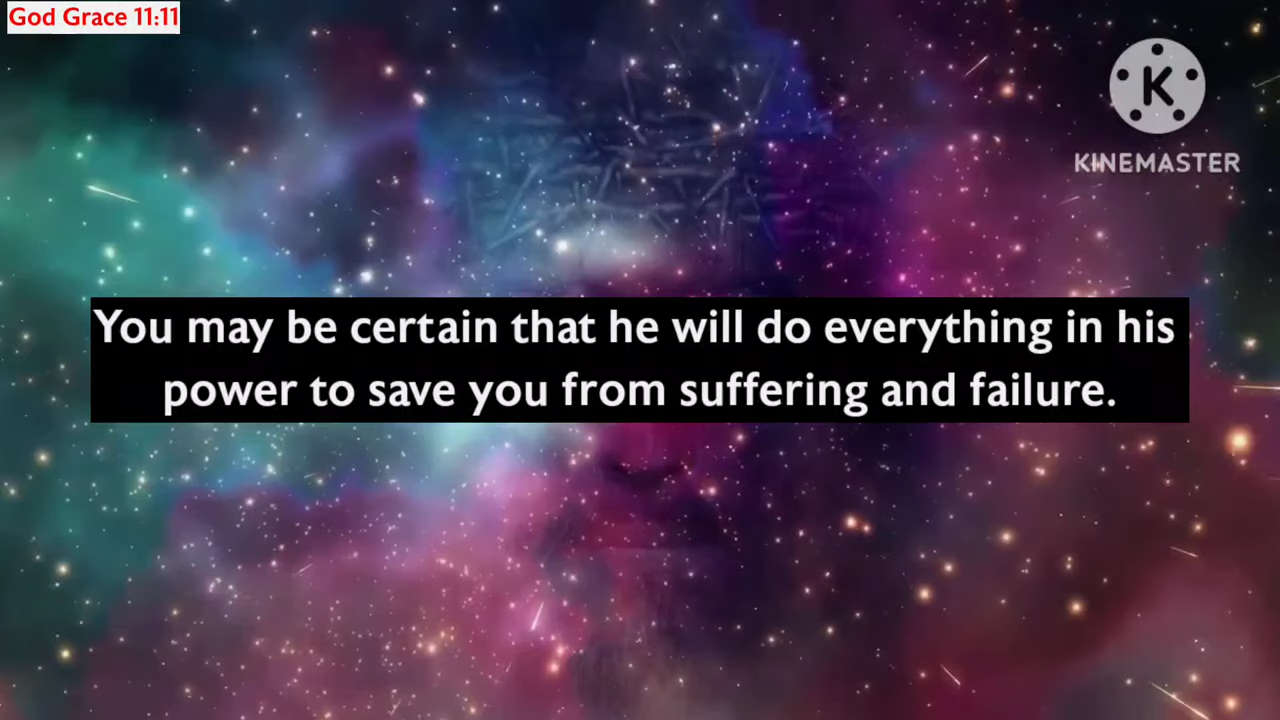 God Grace 11:11
KINEMASTER
You may be certain that he will do everything in his
power to save you from suffering and failure.